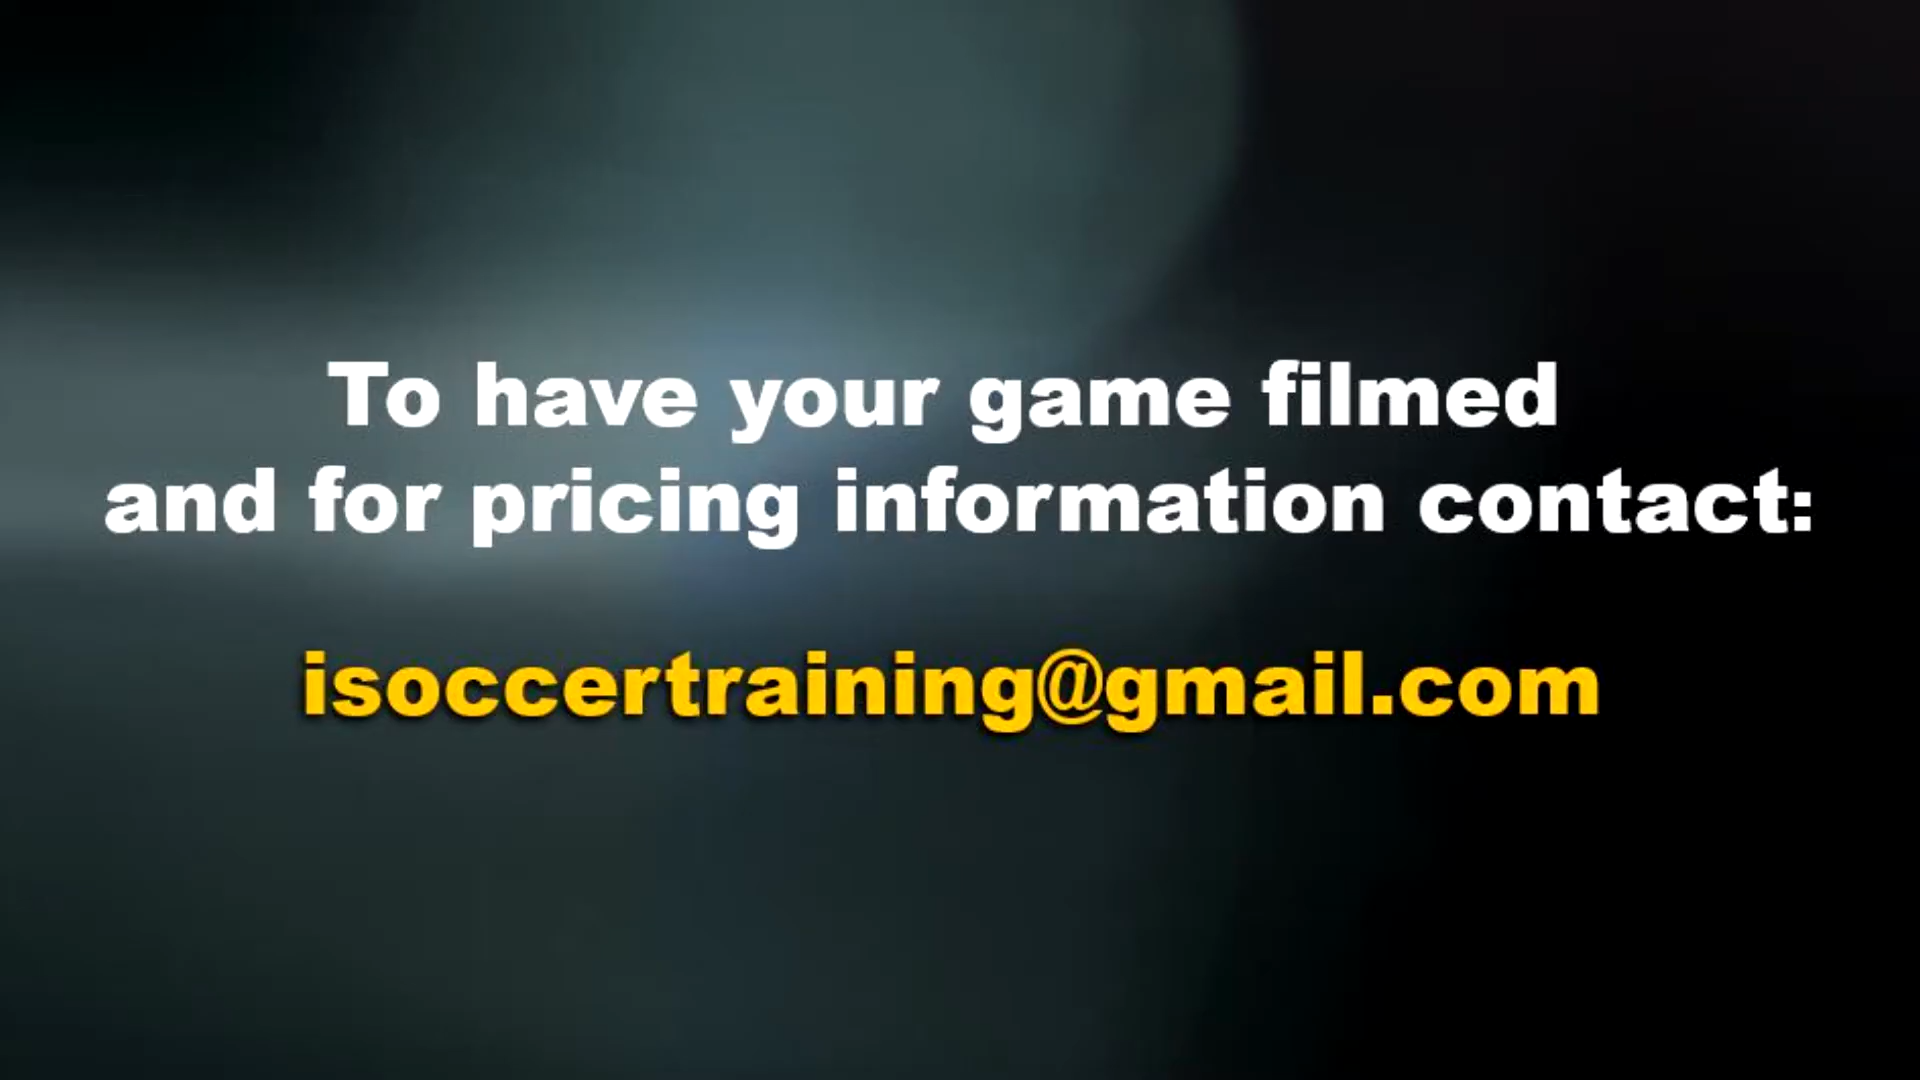 To have your game filmed
and for pricing information contact:
isoccertraining@gmail.com